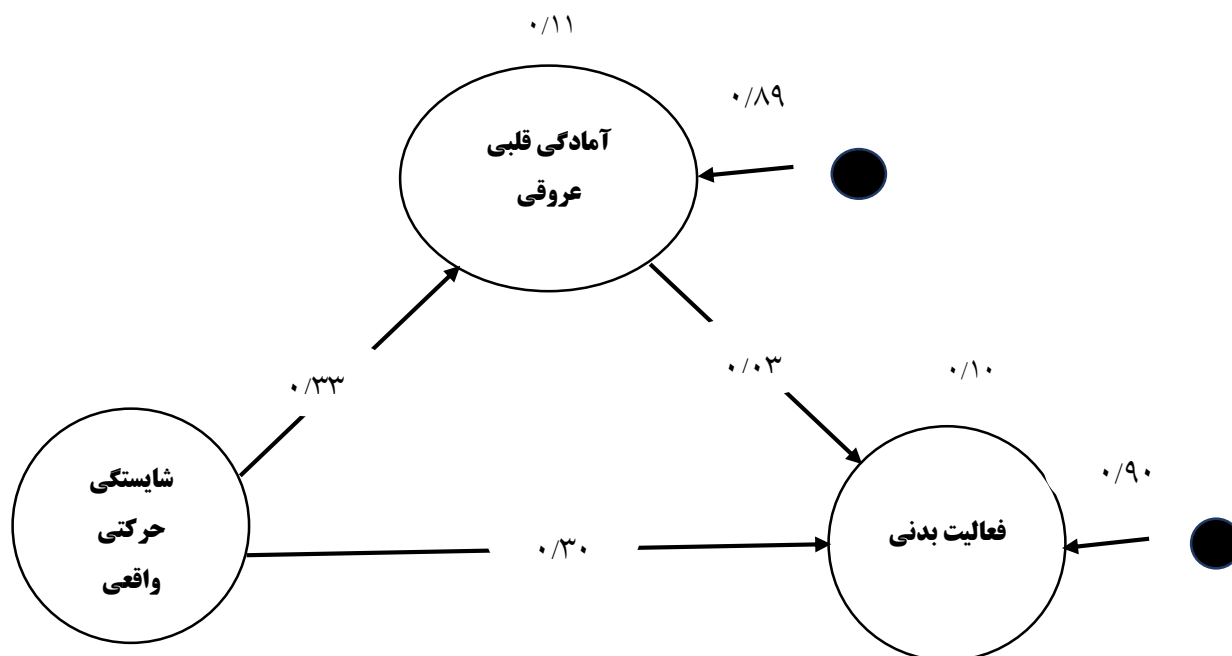 ۰/۱۱
۰/۸۹
آمادگی قلبی
عروقی
۰/۳۳
۰/۰۳
۰/۱۰
شایستگی
حرکتی
واقعی
۰/۳۰
فعالیت بدنی
۰/۹۰